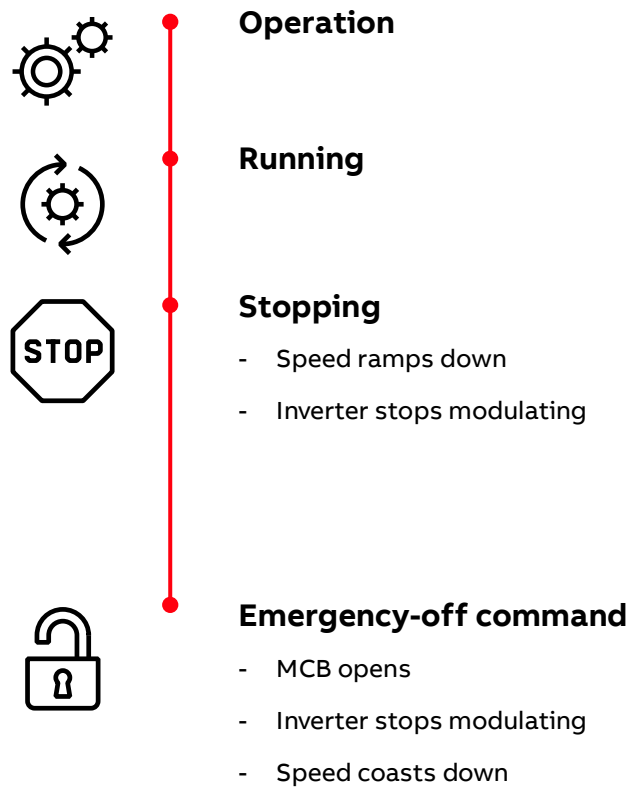 Operation
Running
STOP
Stopping
- Speed ramps down
- Inverter stops modulating
Emergency-off command
- MCB opens
- Inverter stops modulating
- Speed coasts down